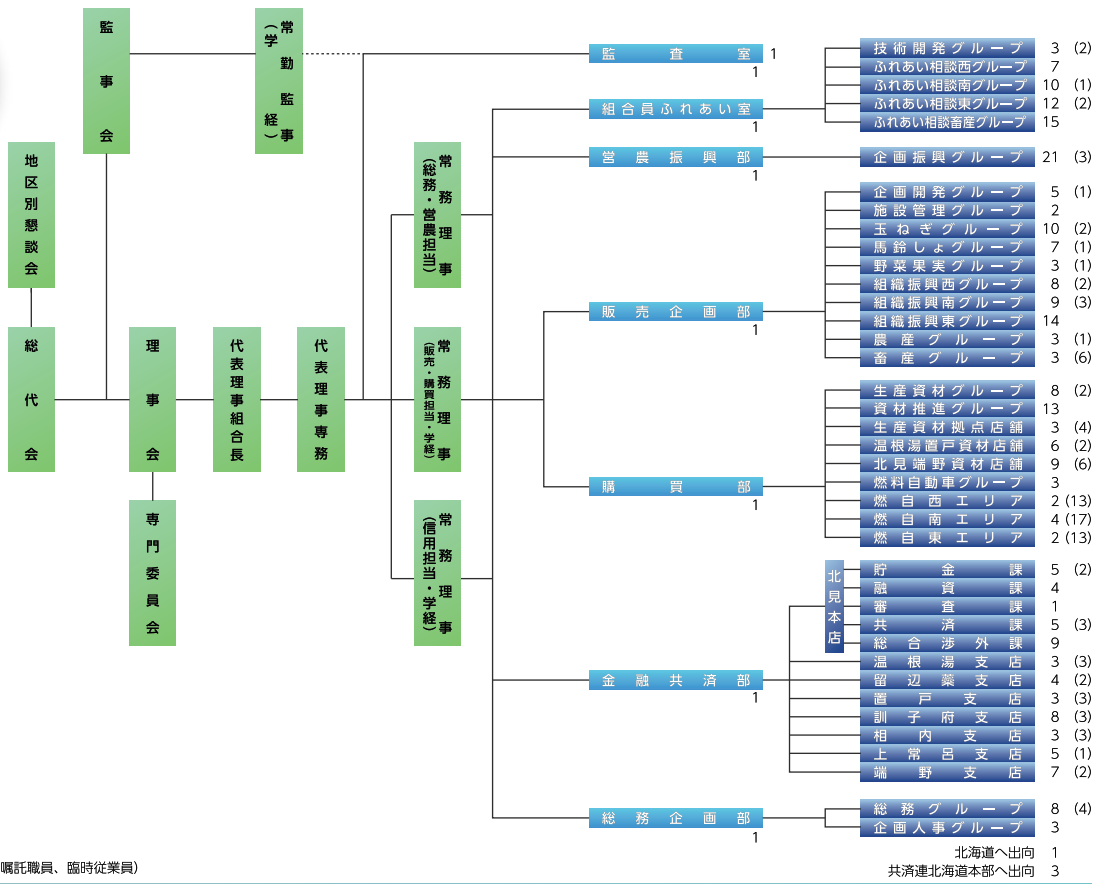 監事会
常勤監事
(学経)
地区別懇談会
総代会
理事会
専門委員会
代表理事組合長
代表理事専務
常務理事
(総務・営農担当)
常務理事
(販売・購買担当・学経)
常務理事
(信用担当・学経)
監査室 1
1
組合員ふれあい室
1
技術開発グループ 3 (2)
ふれあい相談西グループ 7
ふれあい相談南グループ 10 (1)
ふれあい相談東グループ 12 (2)
ふれあい相談畜産グループ 15
営農振興部
1
企画振興グループ 21 (3)
販売企画部
1
企画開発グループ 5 (1)
施設管理グループ 2
玉ねぎグループ 10 (2)
馬鈴しょグループ 7 (1)
野菜果実グループ 3 (1)
組織振興西グループ 8 (2)
組織振興南グループ 9 (3)
組織振興東グループ 14
農産グループ 3 (1)
畜産グループ 3 (6)
購買部
1
生産資材グループ 8 (2)
資材推進グループ 13
生産資材拠点店舗 3 (4)
温根湯置戸資材店舗 6 (2)
北見端野資材店舗 9 (6)
燃料自動車グループ 3
燃自西エリア 2 (13)
燃自南エリア 4 (17)
燃自東エリア 2 (13)
金融共済部
1
北見本店
貯金課 5 (2)
融資課 4
審査課 1
共済課 5 (3)
総合渉外課 9
温根湯支店 3 (3)
留辺蘂支店 4 (2)
置戸支店 3 (3)
訓子府支店 8 (3)
相内支店 3 (3)
上常呂支店 5 (1)
端野支店 7 (2)
総務企画部
1
総務グループ 8 (4)
企画人事グループ 3
北海道へ出向 1
共済連北海道本部へ出向 3
嘱託職員、臨時従業員)